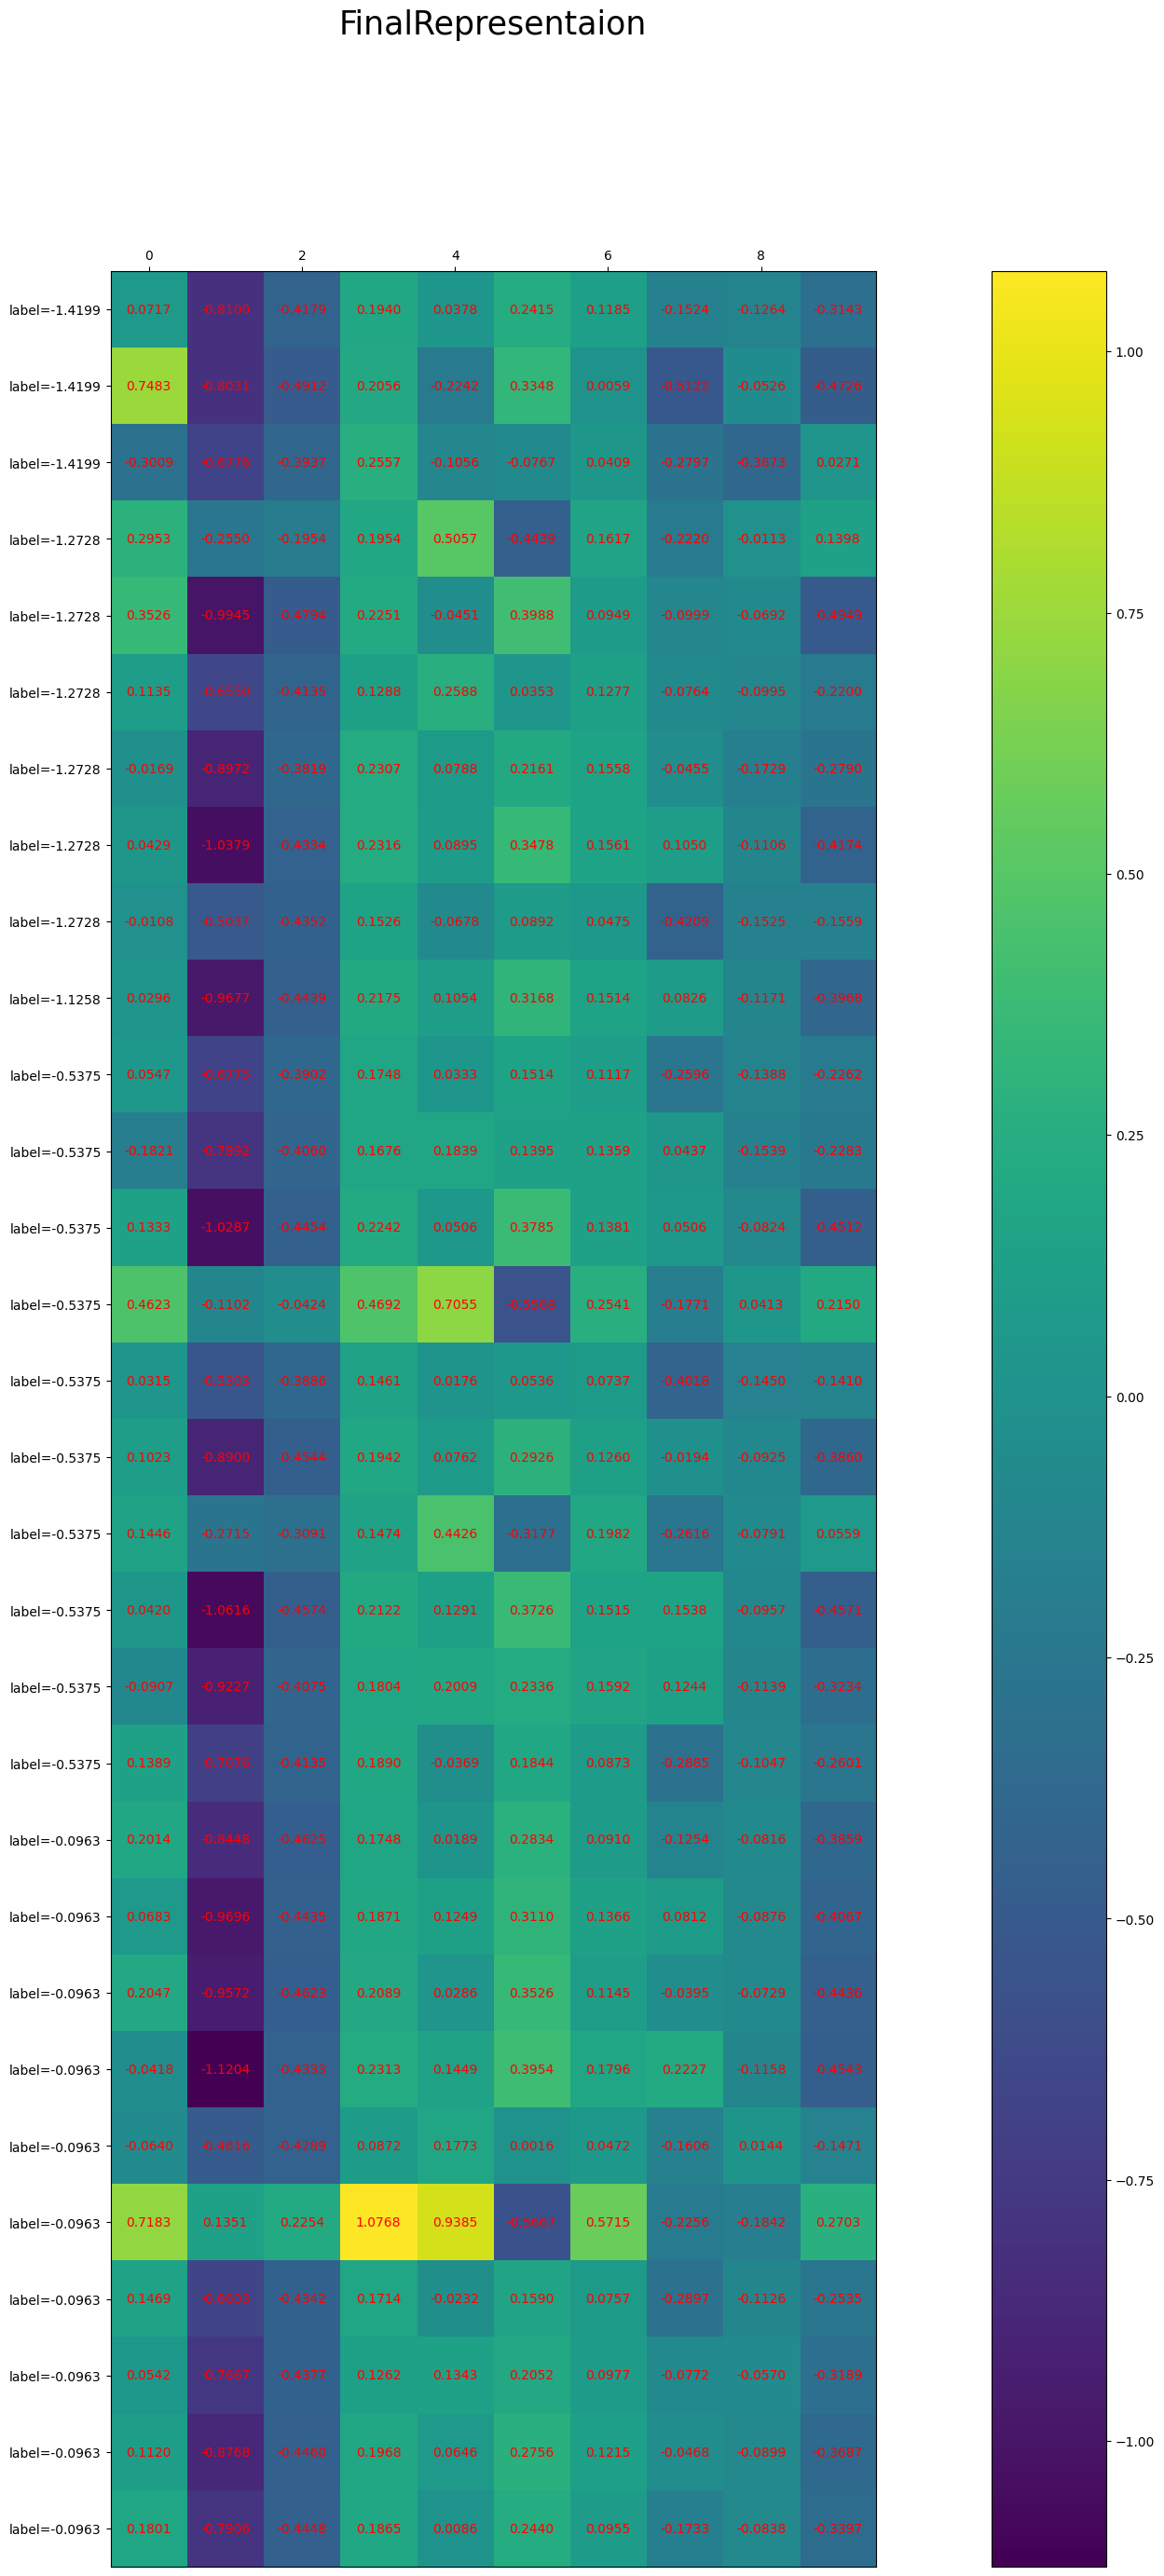 FinalRepresentaion
0 2 4 6 8
label=-1.4199 0.0717 -0.8100 -0.4179 0.1940 0.0378 0.2415 0.1185 -0.1524 -0.1264 -0.3143
label=-1.4199 0.7483 -0.8031 -0.4912 0.2056 -0.2242 0.3348 0.0059 -0.5122 -0.0526 -0.4726
1.00
label=-1.4199 -0.3009 -0.6776 -0.3937 0.2557 -0.1056 -0.0767 0.0409 -0.2797 -0.3873 0.0271
label=-1.2728 0.2953 -0.2550 -0.1954 0.1954 0.5057 -0.4439 0.1617 -0.2220 -0.0113 0.1398
label=-1.2728 0.3526 -0.9945 -0.4794 0.2251 -0.0451 0.3988 0.0949 -0.0999 -0.0692 -0.4949
0.75
label=-1.2728 0.1135 -0.6550 -0.4135 0.1288 0.2588 0.0353 0.1277 -0.0764 -0.0995 -0.2200
label=-1.2728 -0.0169 -0.8972 -0.3819 0.2307 0.0788 0.2161 0.1558 -0.0455 -0.1729 -0.2790
label=-1.2728 0.0429 -1.0379 -0.4334 0.2316 0.0895 0.3478 0.1561 0.1050 -0.1106 -0.4174
0.50
label=-1.2728 -0.0108 -0.5037 -0.4352 0.1526 -0.0678 0.0892 0.0475 -0.4209 -0.1525 -0.1559
label=-1.1258 0.0296 -0.9677 -0.4439 0.2175 0.1054 0.3168 0.1514 0.0826 -0.1171 -0.3968
label=-0.5375 0.0547 -0.6775 -0.3902 0.1748 0.0333 0.1514 0.1117 -0.2596 -0.1388 -0.2262
0.25
label=-0.5375 -0.1821 -0.7892 -0.4060 0.1676 0.1839 0.1395 0.1359 0.0437 -0.1539 -0.2283
label=-0.5375 0.1333 -1.0287 -0.4454 0.2242 0.0506 0.3785 0.1381 0.0506 -0.0824 -0.4512
label=-0.5375 0.4623 -0.1102 -0.0424 0.4692 0.7055 -0.5568 0.2541 -0.1771 0.0413 0.2150
label=-0.5375 0.0315 -0.5303 -0.3886 0.1461 0.0176 0.0536 0.0737 -0.4018 -0.1450 -0.1410
0.00
label=-0.5375 0.1023 -0.8900 -0.4544 0.1942 0.0762 0.2926 0.1260 -0.0194 -0.0925 -0.3860
label=-0.5375 0.1446 -0.2715 -0.3091 0.1474 0.4426 -0.3177 0.1982 -0.2616 -0.0791 0.0559
label=-0.5375 0.0420 -1.0616 -0.4574 0.2122 0.1291 0.3726 0.1515 0.1538 -0.0957 -0.4571
−0.25
label=-0.5375 -0.0907 -0.9227 -0.4075 0.1804 0.2009 0.2336 0.1592 0.1244 -0.1139 -0.3234
label=-0.5375 0.1389 -0.7076 -0.4135 0.1890 -0.0369 0.1844 0.0873 -0.2885 -0.1047 -0.2601
label=-0.0963 0.2014 -0.8448 -0.4625 0.1748 0.0189 0.2834 0.0910 -0.1254 -0.0816 -0.3859
label=-0.0963 0.0683 -0.9696 -0.4435 0.1871 0.1249 0.3110 0.1366 0.0812 -0.0876 -0.4067
−0.50
label=-0.0963 0.2047 -0.9572 -0.4623 0.2089 0.0286 0.3526 0.1145 -0.0395 -0.0729 -0.4436
label=-0.0963 -0.0418 -1.1204 -0.4353 0.2313 0.1449 0.3954 0.1796 0.2227 -0.1158 -0.4543
label=-0.0963 -0.0640 -0.4816 -0.4289 0.0872 0.1773 0.0016 0.0472 -0.1606 0.0144 -0.1471
−0.75
label=-0.0963 0.7183 0.1351 0.2254 1.0768 0.9385 -0.5667 0.5715 -0.2256 -0.1842 0.2703
label=-0.0963 0.1469 -0.4342 0.1714 -0.0232 0.1590 0.0757 -0.2897 -0.1126 -0.2535
label=-0.0963 0.0542 -0.7867 -0.4377 0.1262 0.1343 0.2052 0.0977 -0.0772 -0.0570 -0.3189
−1.00
label=-0.0963 0.1120 -0.8768 -0.4460 0.1968 0.0646 0.2756 0.1215 -0.0468 -0.0899 -0.3687
label=-0.0963 0.1801 -0.7906 -0.4448 0.1865 0.0086 0.2440 0.0955 -0.1733 -0.0838 -0.3397